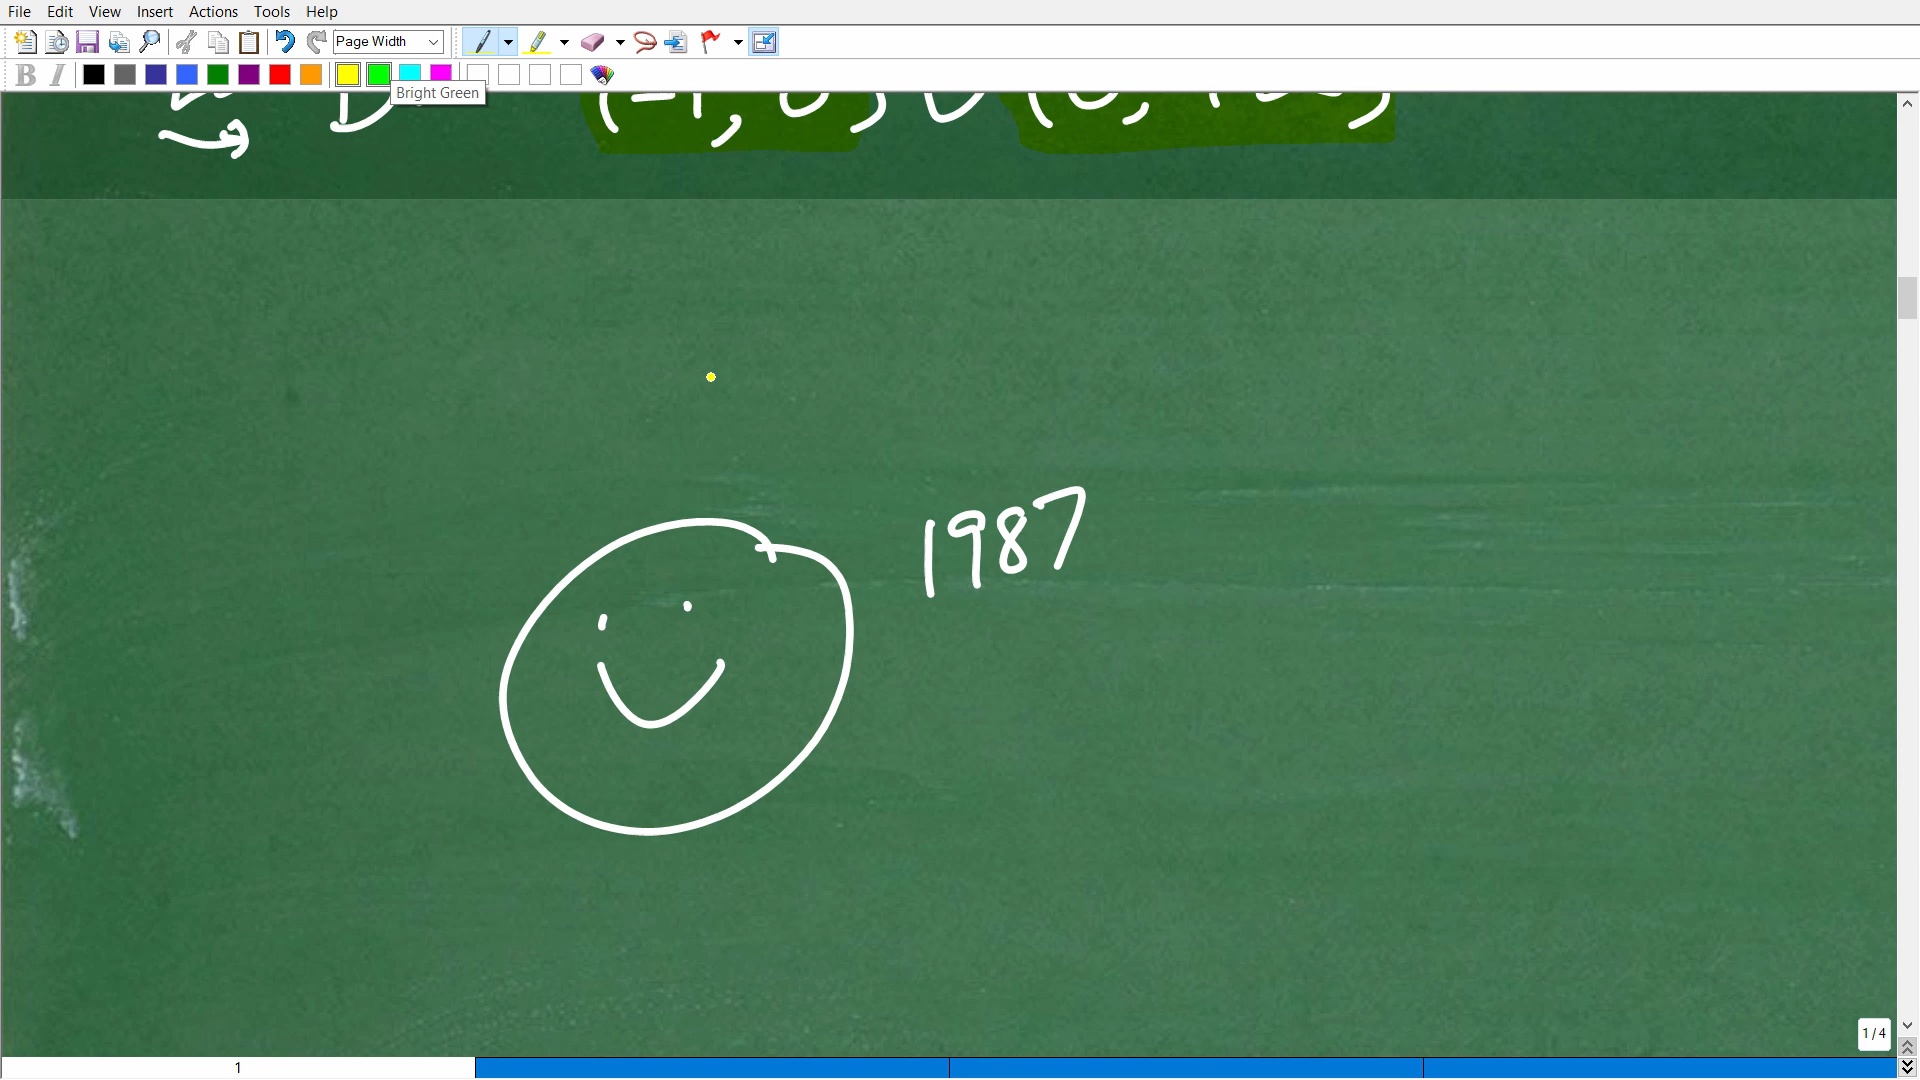 File Edit View Insert Actions Tools Help
Page Width
B I
Bright Green
1987
1 / 4
1